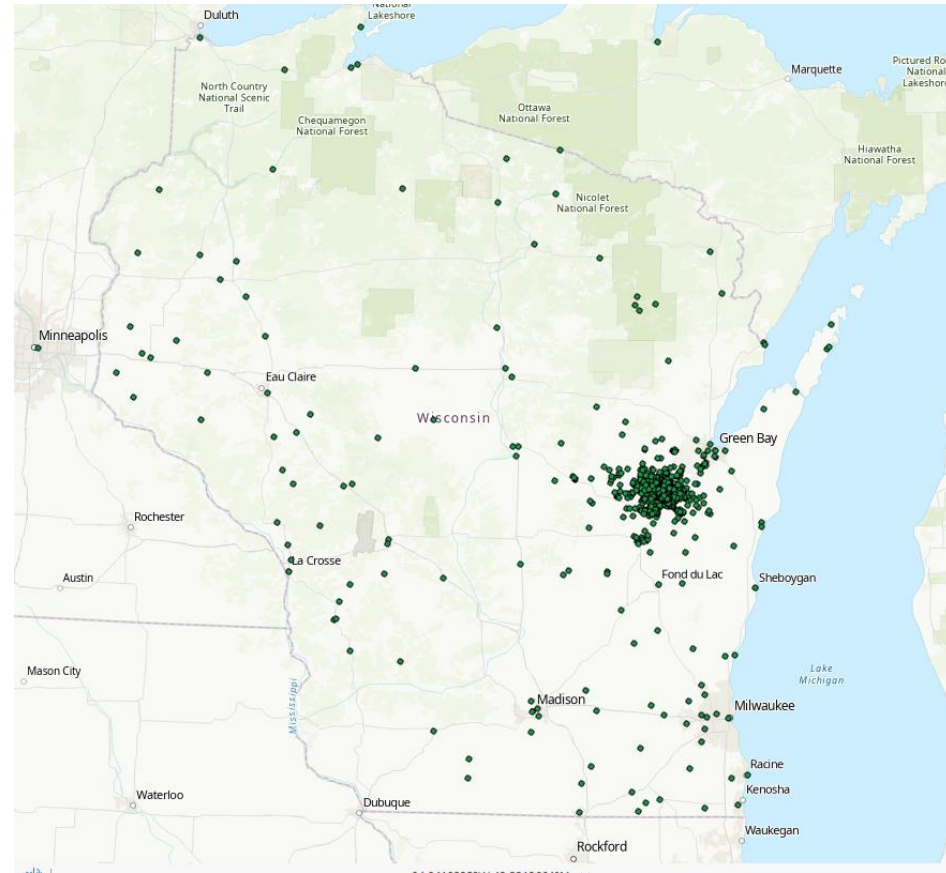 Duluth
National
Lakeshore
Marquette
Pictured Ro
National
Lakeshore
North Country
National Scenic
Trail
Chequamegon
National Forest
Ottawa
National Forest
Hiawatha
National Forest
Nicolet
National Forest
Minneapolis
Eau Claire
Wisconsin
Green Bay
Rochester
La Crosse
Austin
Fond du Lac
Sheboygan
Mason City
Lake
Michigan
Mississippi
Madison
Milwaukee
Racine
Waterloo
Dubuque
Kenosha
Waukegan
Rockford